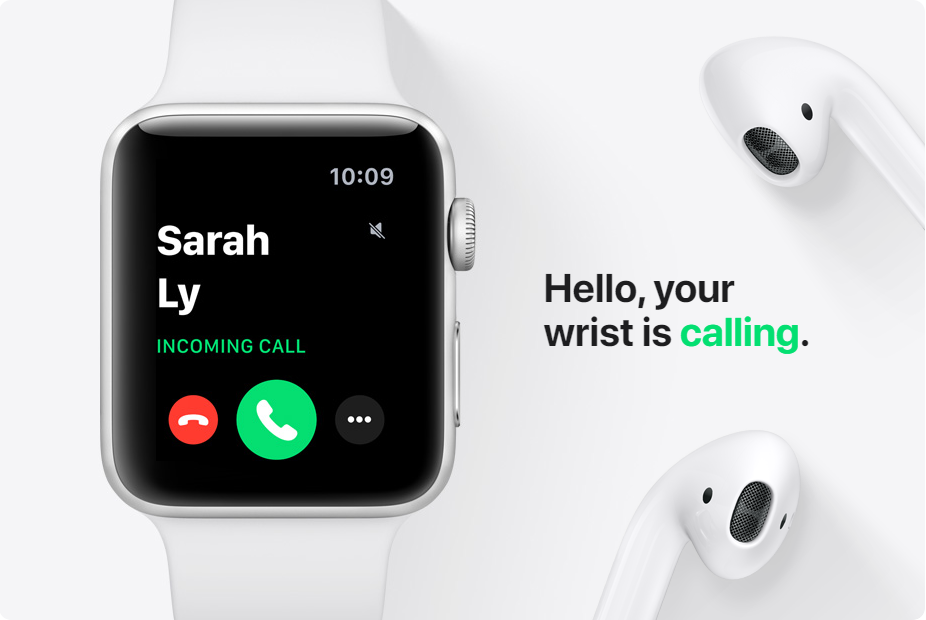 10:09
Sarah
Ly
INCOMING CALL
Hello, your
wrist is calling.